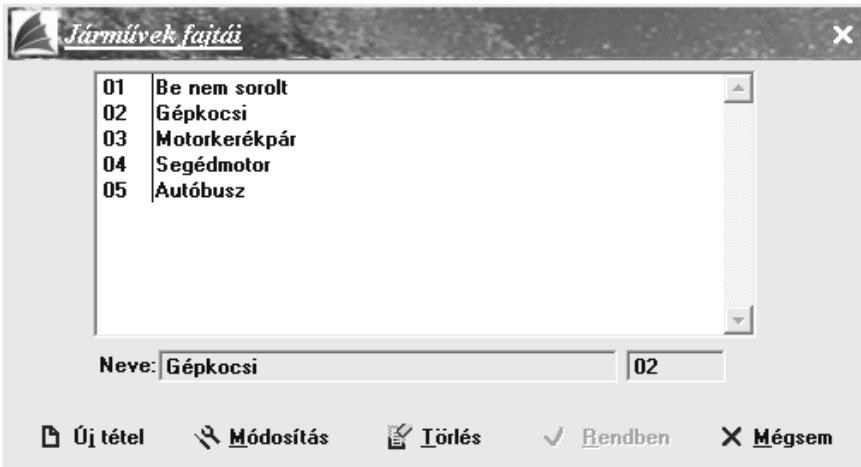 Járművek fajtái
01 Be nem sorolt
02 Gépkocsi
03 Motorkerékpár
04 Segédmotor
05 Autóbusz
Neve: Gépkocsi 02
Új tétel Módosítás Törlés Rendben Mégsem